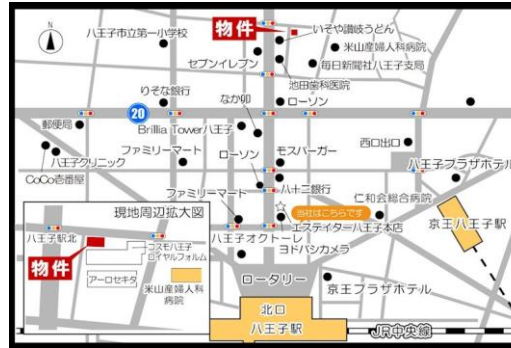 N
八王子市立第一小学校
物件
いそや讃岐うどん
米山産婦人科病院
セブンイレブン
毎日新聞社八王子支局
池田歯科医院
りそな銀行
なか卯
ローソン
20
郵便局
Brillia Tower八王子
西口出口
八王子クリニック
ファミリーマート
モスバーガー
ローソン
八王子プラザホテル
CoCo壱番屋
八十二銀行
ファミリーマート
仁和会総合病院
当社はこちらです
京王八王子駅
エステイター八王子本店
八王子オクトーレ
ヨドバシカメラ
現地周辺拡大図
八王子駅北
コスモ八王子
ロイヤルフォルム
物件
アーロセキタ
米山産婦人科
病院
ロータリー
京王プラザホテル
北口
八王子駅
JR中央線